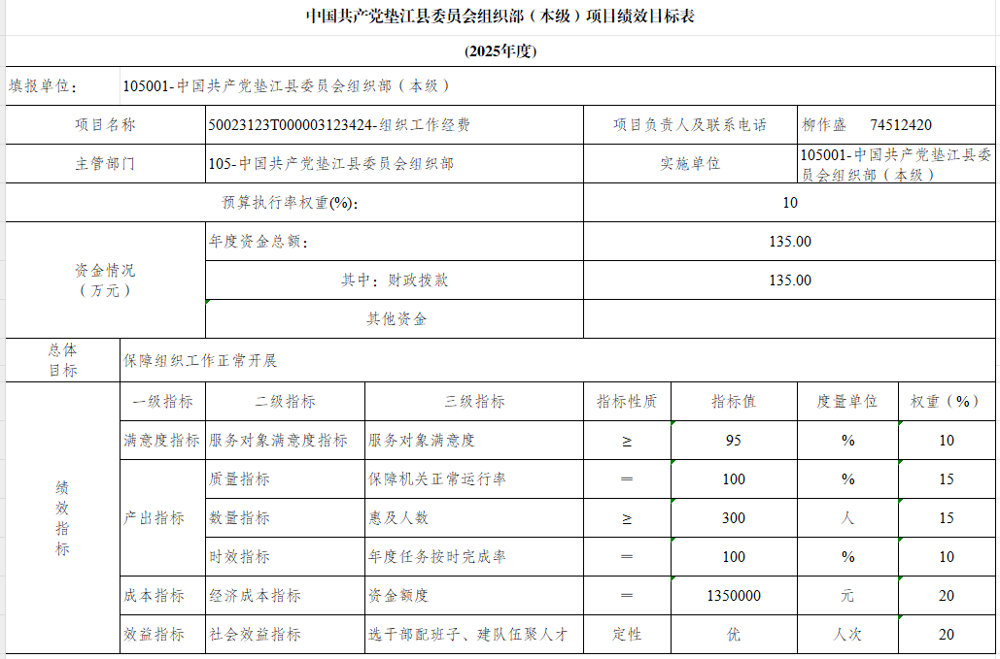 中国共产党垫江县委员会组织部（本级）项目绩效目标表
(2025年度)
填报单位： 105001-中国共产党垫江县委员会组织部（本级）
项目名称 50023123T000003123424-组织工作经费 项目负责人及联系电话 柳作盛 74512420
主管部门 105-中国共产党垫江县委员会组织部 实施单位 105001-中国共产党垫江县委
员会组织部（本级）
预算执行率权重(%)： 10
资金情况
（万元）
年度资金总额： 135.00
其中：财政拨款 135.00
其他资金
总体
目标
保障组织工作正常开展
绩
效
指
标
一级指标 二级指标 三级指标 指标性质 指标值 度量单位 权重（%）
满意度指标 服务对象满意度指标 服务对象满意度 ≥ 95 % 10
产出指标 质量指标 保障机关正常运行率 ＝ 100 % 15
数量指标 惠及人数 ≥ 300 人 15
时效指标 年度任务按时完成率 ＝ 100 % 10
成本指标 经济成本指标 资金额度 ＝ 1350000 元 20
效益指标 社会效益指标 选干部配班子、建队伍聚人才 定性 优 人次 20